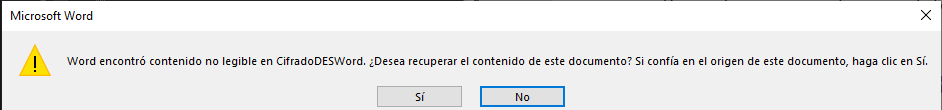 Microsoft Word
Word encontró contenido no legible en CifradoDESWord. ¿Desea recuperar el contenido de este documento? Si confía en el origen de este documento, haga clic en Sí.
Sí
No